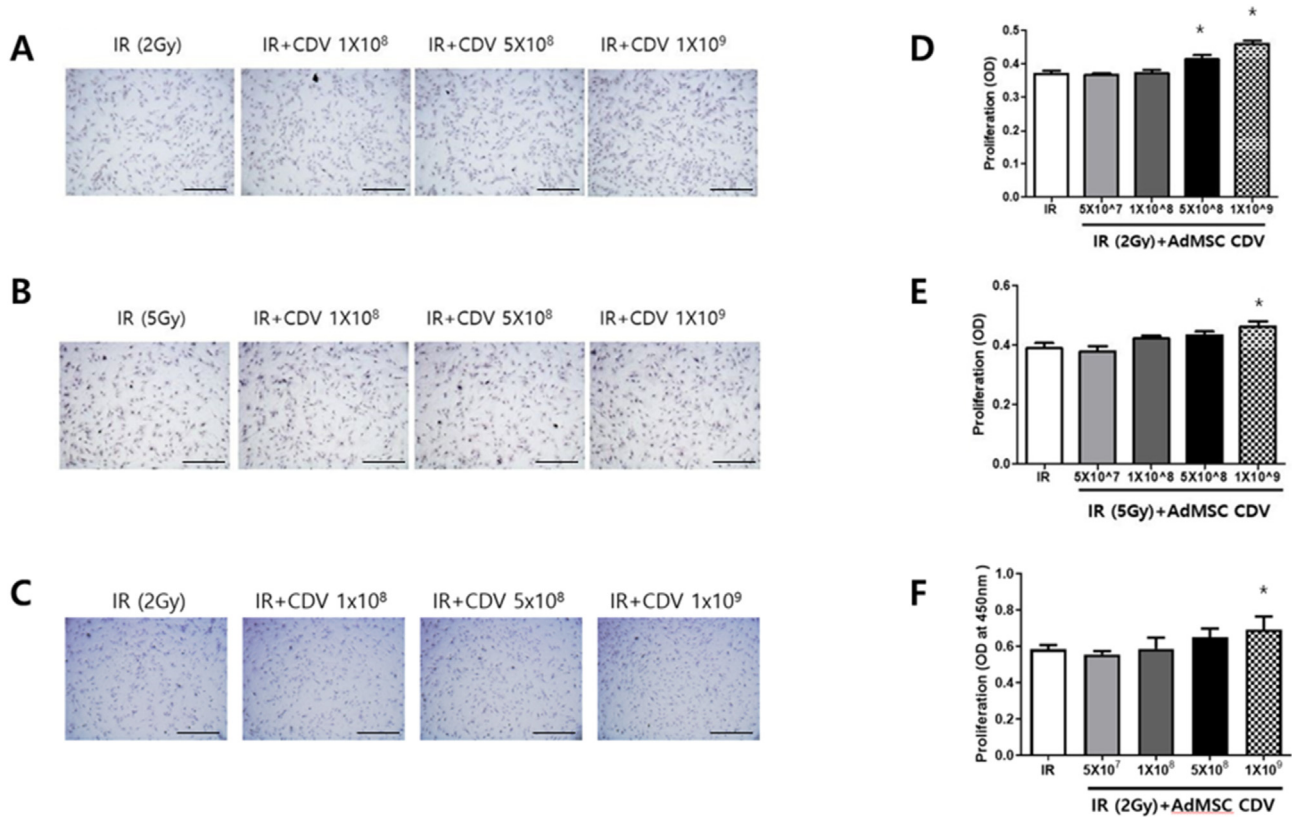 A
IR (2Gy)
IR+CDV 1X10⁸
IR+CDV 5X10⁸
IR+CDV 1X10⁹
D
*
*
Proliferation (OD)
0.5
0.4
0.3
0.2
0.1
0.0
IR
5X10^7
1X10^8
5X10^8
1X10^9
IR (2Gy)+AdMSC CDV
B
IR (5Gy)
IR+CDV 1X10⁸
IR+CDV 5X10⁸
IR+CDV 1X10⁹
E
*
Proliferation (OD)
0.6
0.4
0.2
0.0
IR
5X10^7
1X10^8
5X10^8
1X10^9
IR (5Gy)+AdMSC CDV
C
IR (2Gy)
IR+CDV 1x10⁸
IR+CDV 5x10⁸
IR+CDV 1x10⁹
F
*
Proliferation (OD at 450nm )
1.0
0.8
0.6
0.4
0.2
0.0
IR
5X10⁷
1X10⁸
5X10⁸
1X10⁹
IR (2Gy)+AdMSC CDV